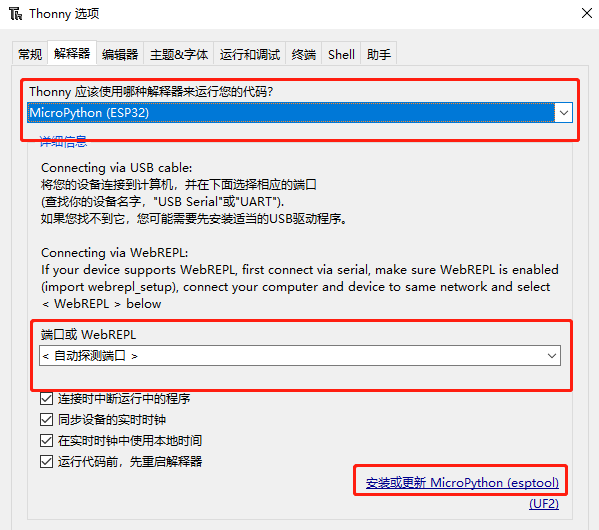 Thonny 选项
常规 解释器 编辑器 主题&字体 运行和调试 终端 Shell 助手
Thonny 应该使用哪种解释器来运行您的代码?
MicroPython (ESP32)
详细信息
Connecting via USB cable:
将您的设备连接到计算机，并在下面选择相应的端口
(查找你的设备名字，"USB Serial"或"UART").
如果您找不到它，您可能需要先安装适当的USB驱动程序。
Connecting via WebREPL:
If your device supports WebREPL, first connect via serial, make sure WebREPL is enabled
(import webrepl_setup), connect your computer and device to same network and select
< WebREPL > below
端口或 WebREPL
< 自动探测端口 >
连接时中断运行中的程序
同步设备的实时时钟
在实时时钟中使用本地时间
运行代码前，先重启解释器
安装或更新 MicroPython (esptool)
(UF2)